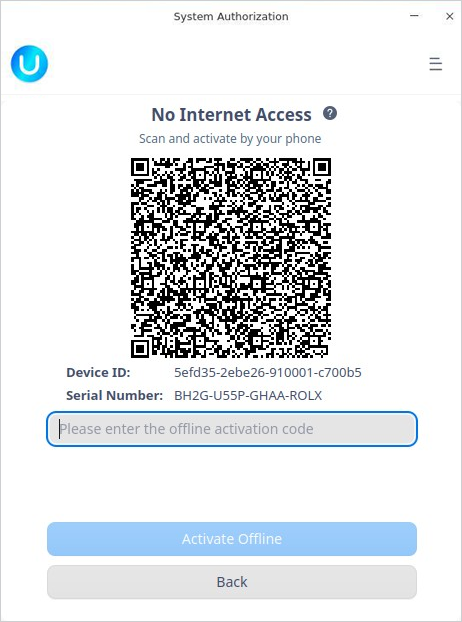 System Authorization
No Internet Access
Scan and activate by your phone
Device ID: 5efd35-2ebe26-910001-c700b5
Serial Number: BH2G-U55P-GHAA-ROLX
Please enter the offline activation code
Activate Offline
Back